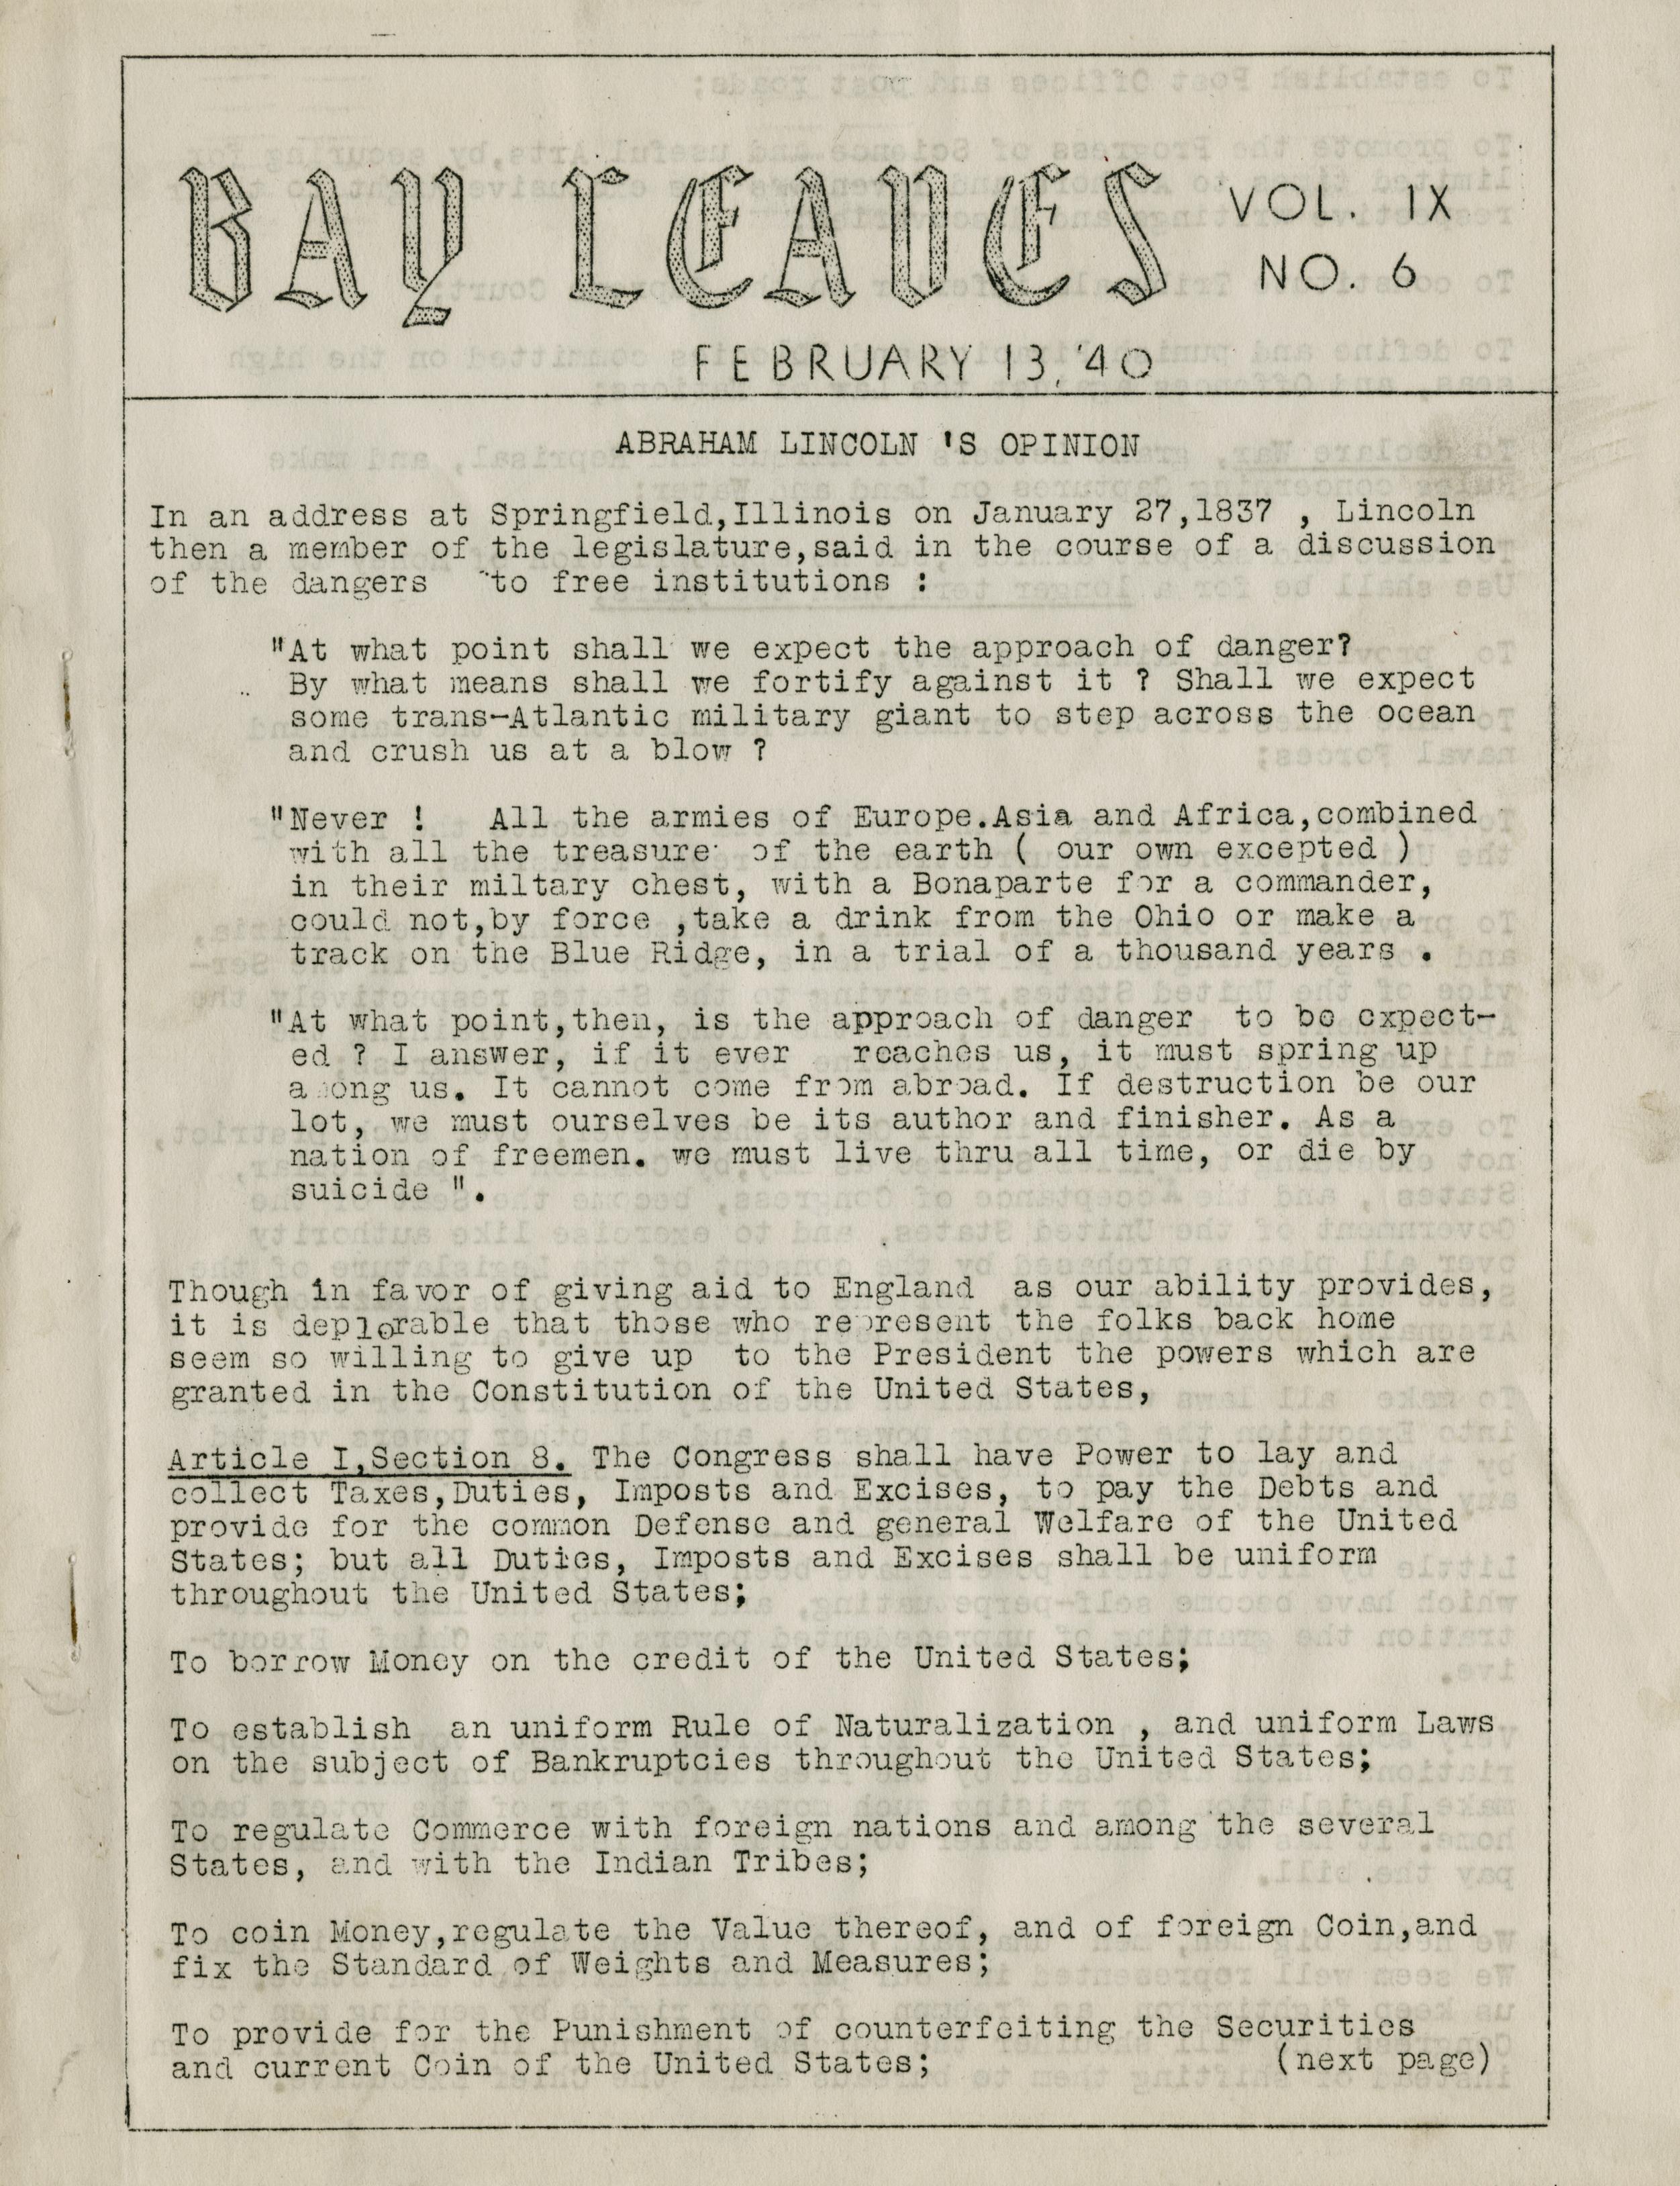 BAY LEAVES
VOL. IX
NO. 6
FEBRUARY 13, '40
ABRAHAM LINCOLN 'S OPINION
In an address at Springfield,Illinois on January 27,1837 , Lincoln
then a member of the legislature,said in the course of a discussion
of the dangers to free institutions :
"At what point shall we expect the approach of danger?
By what means shall we fortify against it ? Shall we expect
some trans-Atlantic military giant to step across the ocean
and crush us at a blow ?
"Never ! All the armies of Europe.Asia and Africa,combined
with all the treasure of the earth ( our own excepted )
in their miltary chest, with a Bonaparte for a commander,
could not,by force ,take a drink from the Ohio or make a
track on the Blue Ridge, in a trial of a thousand years .
"At what point,then, is the approach of danger to be expect-
ed ? I answer, if it ever reaches us, it must spring up
among us. It cannot come from abroad. If destruction be our
lot, we must ourselves be its author and finisher. As a
nation of freemen. we must live thru all time, or die by
suicide ".
Though in favor of giving aid to England as our ability provides,
it is deplorable that those who represent the folks back home
seem so willing to give up to the President the powers which are
granted in the Constitution of the United States,
Article I,Section 8. The Congress shall have Power to lay and
collect Taxes,Duties, Imposts and Excises, to pay the Debts and
provide for the common Defense and general Welfare of the United
States; but all Duties, Imposts and Excises shall be uniform
throughout the United States;
To borrow Money on the credit of the United States;
To establish an uniform Rule of Naturalization , and uniform Laws
on the subject of Bankruptcies throughout the United States;
To regulate Commerce with foreign nations and among the several
States, and with the Indian Tribes;
To coin Money,regulate the Value thereof, and of foreign Coin,and
fix the Standard of Weights and Measures;
To provide for the Punishment of counterfeiting the Securities
and current Coin of the United States; (next page)